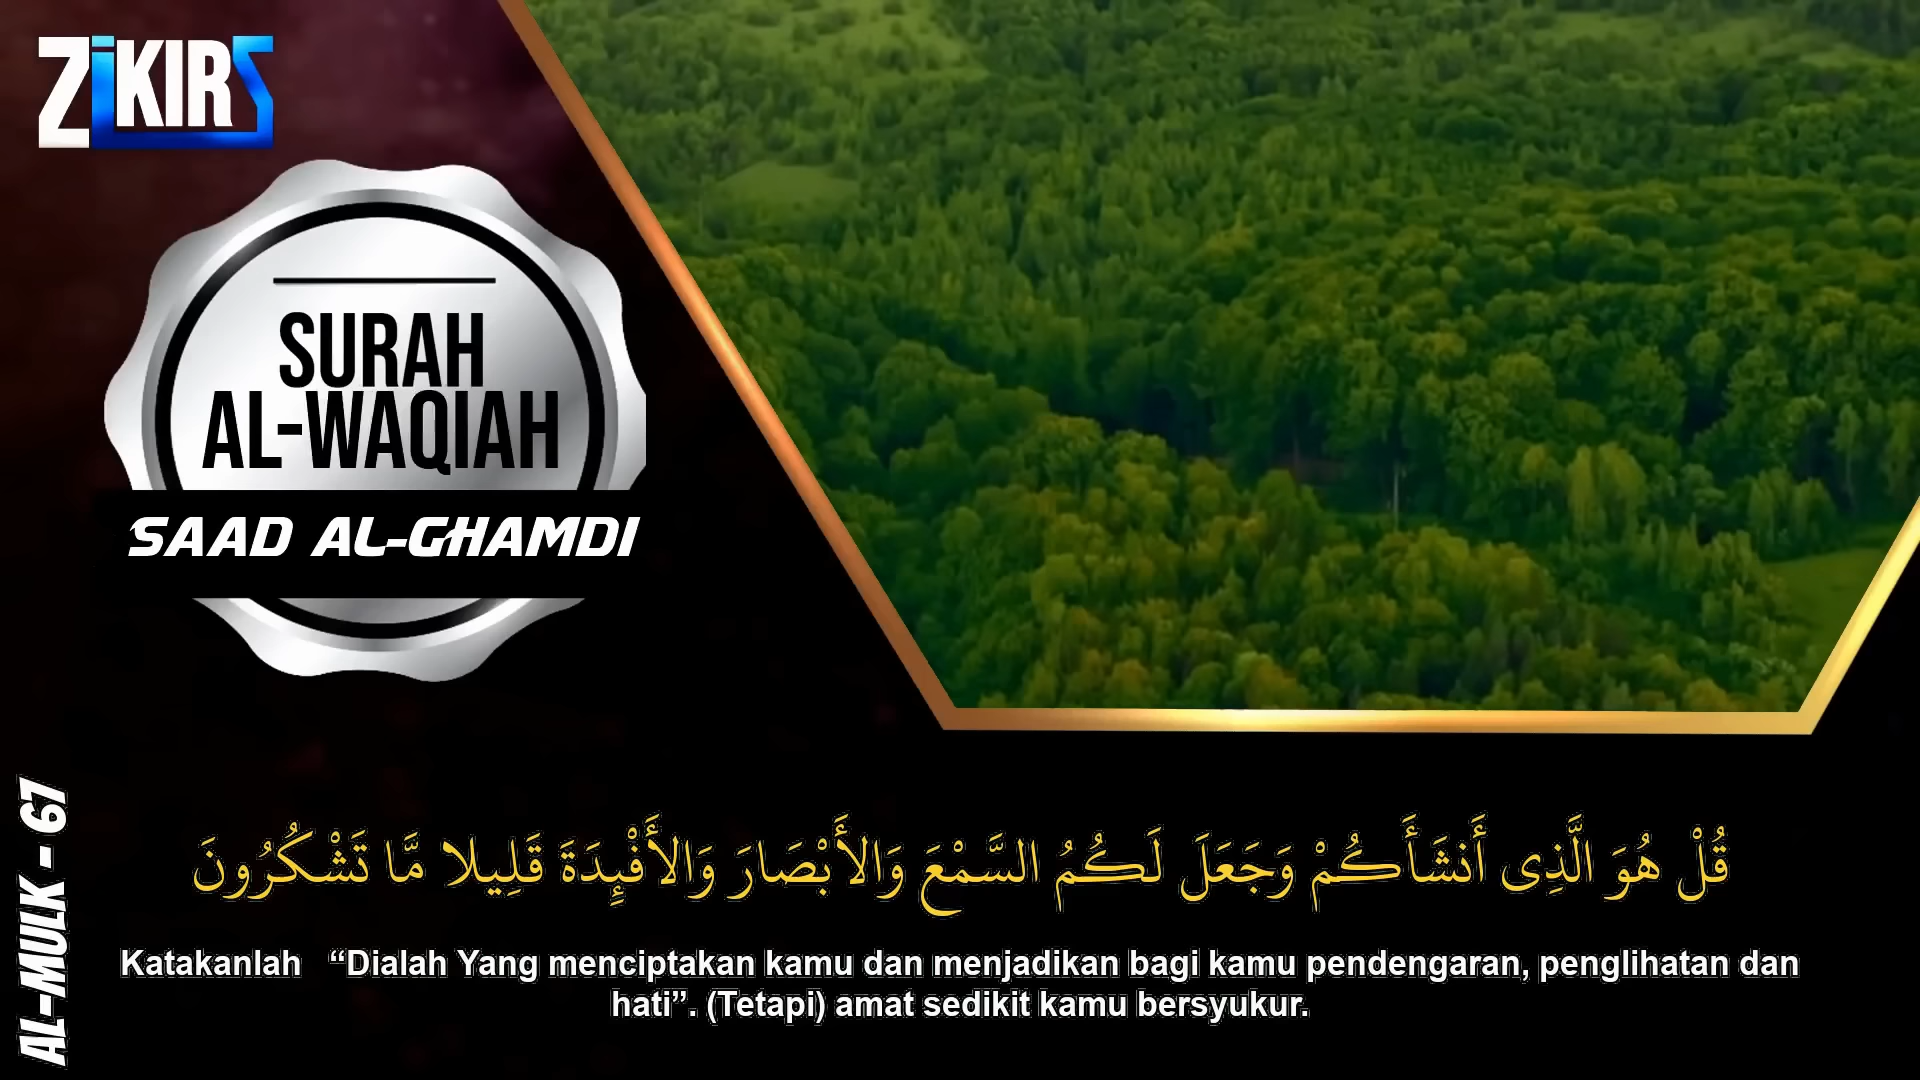 ZiKIRS
SURAH
AL-WAQIAH
SAAD AL-GHAMDI
AL-MULK - 67
قُلْ هُوَ الَّذِى أَنشَأَكُمْ وَجَعَلَ لَكُمُ السَّمْعَ وَالأَبْصَارَ وَالأَفْـِٕدَةَ قَلِيلا مَّا تَشْكُرُونَ
Katakanlah “Dialah Yang menciptakan kamu dan menjadikan bagi kamu pendengaran, penglihatan dan
hati”. (Tetapi) amat sedikit kamu bersyukur.